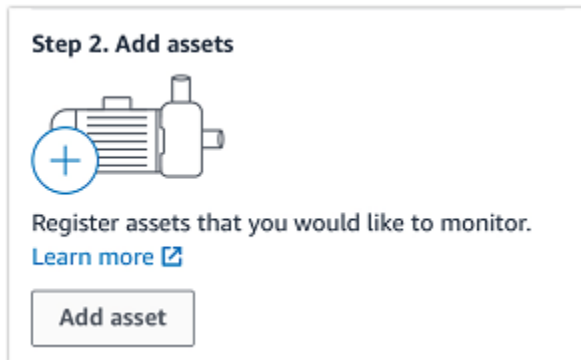 Step 2. Add assets
Register assets that you would like to monitor.
Learn more
Add asset